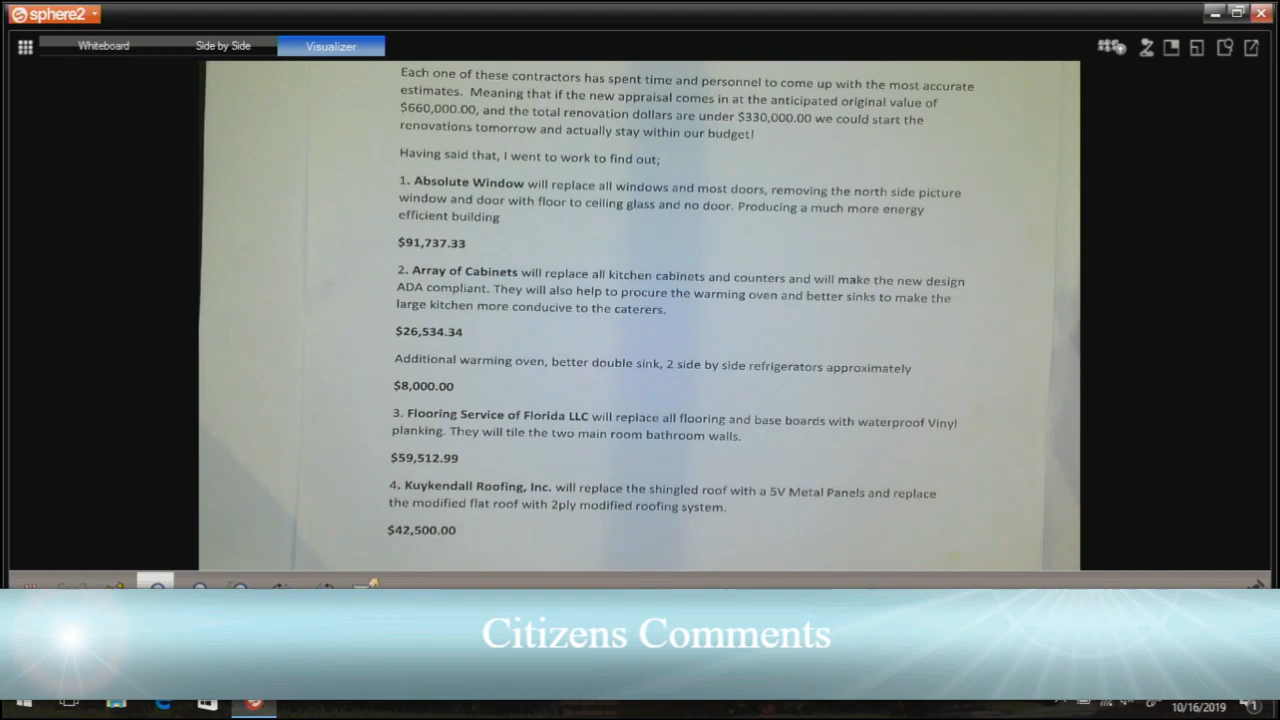 sphere2
Whiteboard Side by Side Visualizer
Each one of these contractors has spent time and personnel to come up with the most accurate
estimates. Meaning that if the new appraisal comes in at the anticipated original value of
$660,000.00, and the total renovation dollars are under $330,000.00 we could start the
renovations tomorrow and actually stay within our budget!
Having said that, I went to work to find out;
1. Absolute Window will replace all windows and most doors, removing the north side picture
window and door with floor to ceiling glass and no door. Producing a much more energy
efficient building
$91,737.33
2. Array of Cabinets will replace all kitchen cabinets and counters and will make the new design
ADA compliant. They will also help to procure the warming oven and better sinks to make the
large kitchen more conducive to the caterers.
$26,534.34
Additional warming oven, better double sink, 2 side by side refrigerators approximately
$8,000.00
3. Flooring Service of Florida LLC will replace all flooring and base boards with waterproof Vinyl
planking. They will tile the two main room bathroom walls.
$59,512.99
4. Kuykendall Roofing, Inc. will replace the shingled roof with a 5V Metal Panels and replace
the modified flat roof with 2ply modified roofing system.
$42,500.00
Citizens Comments
10/16/2019
1